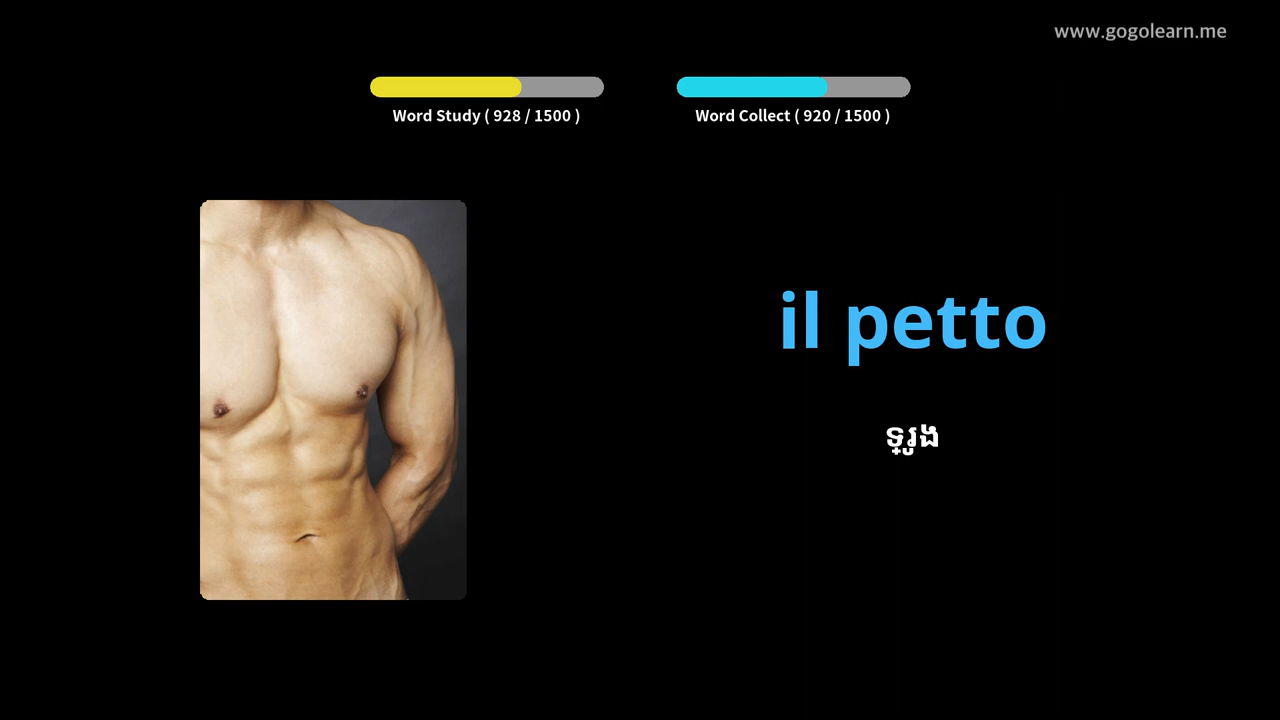 www.gogolearn.me
Word Study ( 928 / 1500 )
Word Collect ( 920 / 1500 )
il petto
ទ្រូង